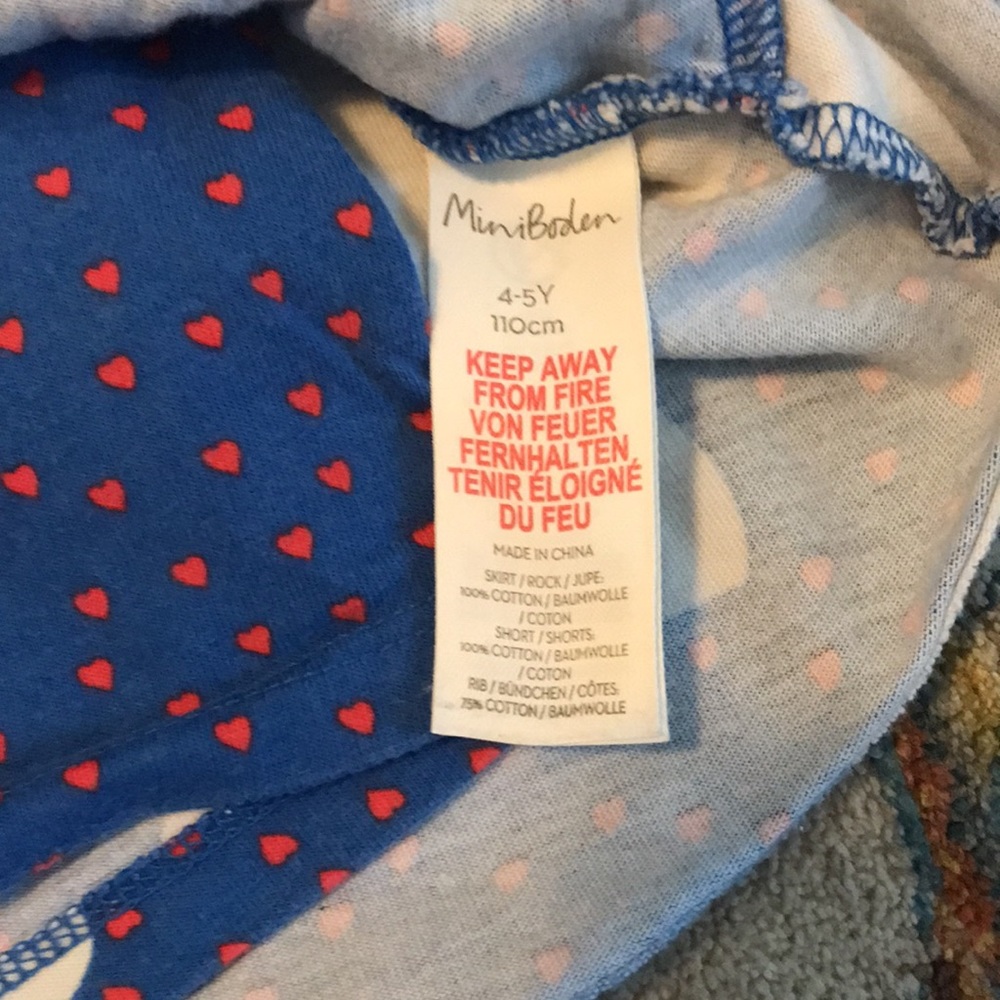 MiniBoden
4-5Y
110cm
KEEP AWAY
FROM FIRE
VON FEUER
FERNHALTEN
TENIR ÉLOIGNÉ
DU FEU
MADE IN CHINA
SKIRT / ROCK / JUPE:
100% COTTON / BAUMWOLLE
/ COTON
SHORT / SHORTS:
100% COTTON / BAUMWOLLE
/ COTON
RIB / BÜNDCHEN / CÔTES:
75% COTTON / BAUMWOLLE